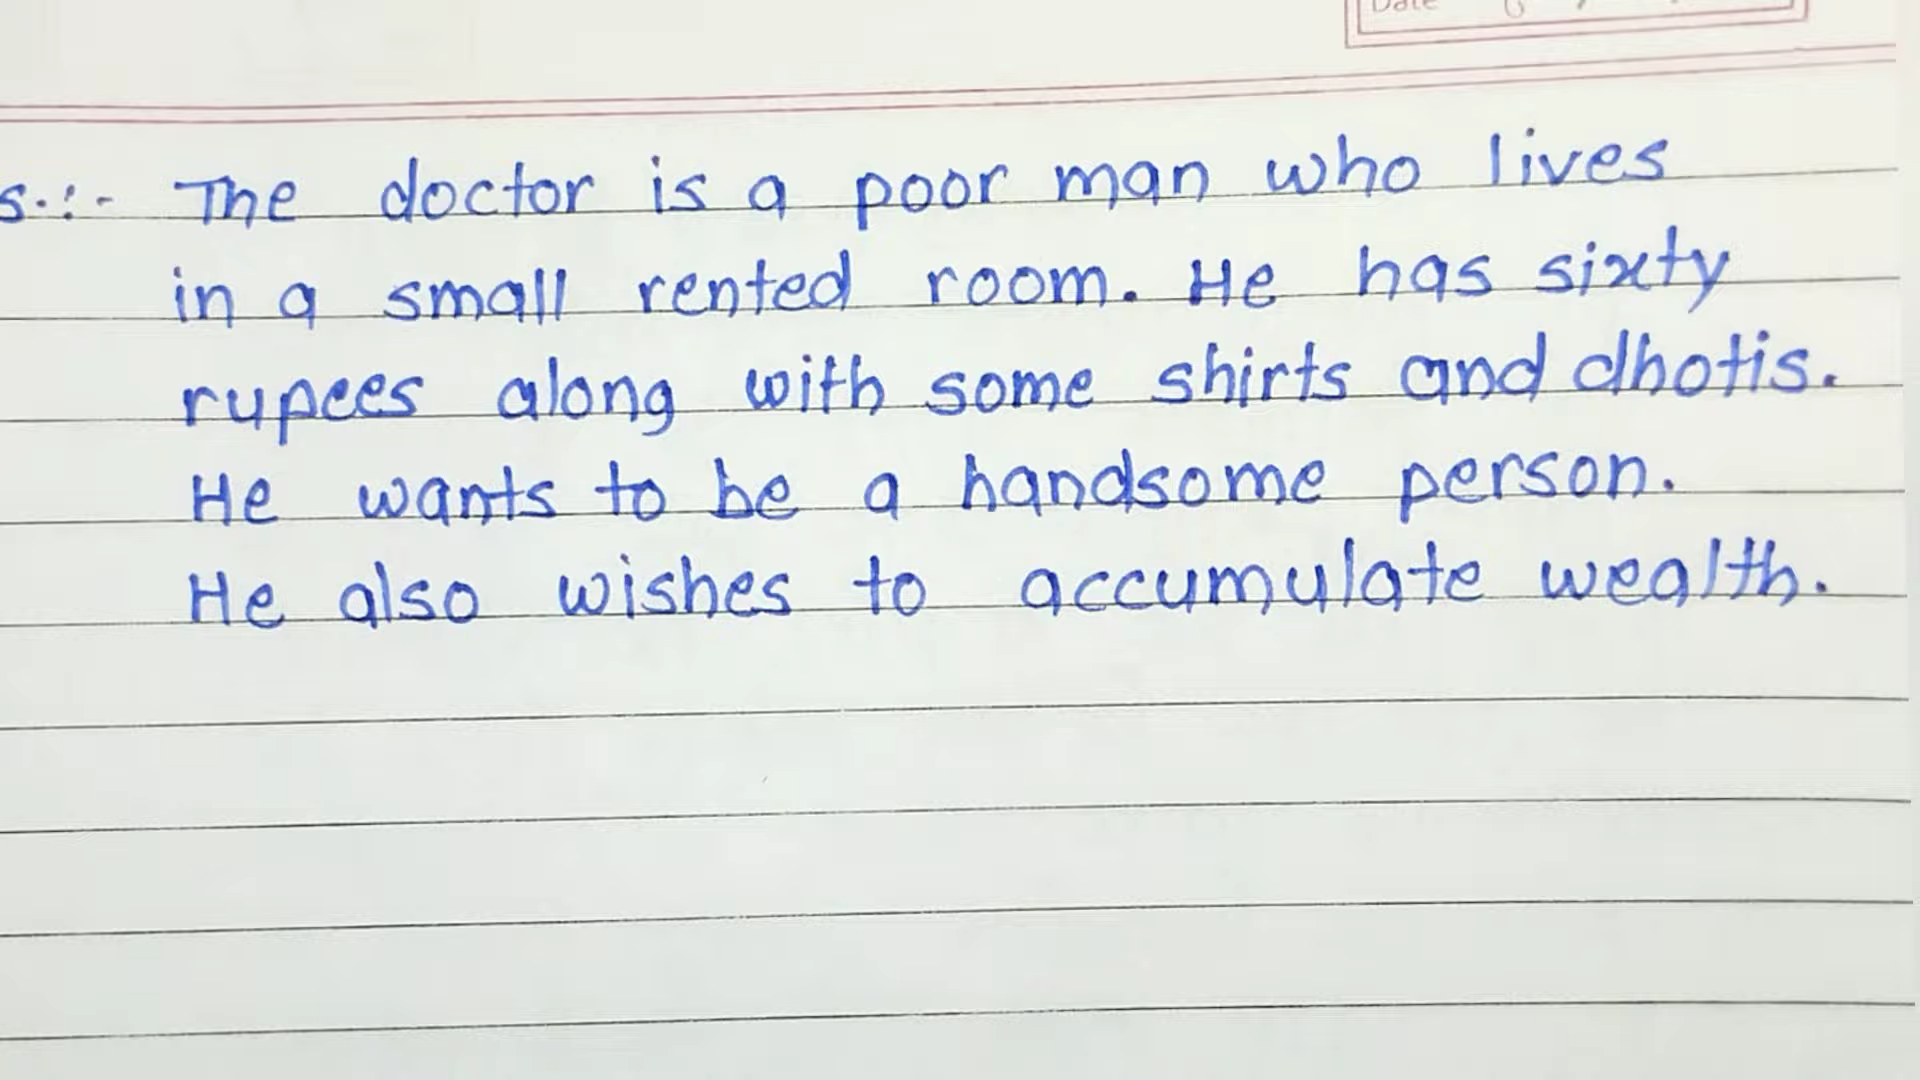 Date
s.:- The doctor is a poor man who lives
in a small rented room. He has sixty
rupees along with some shirts and dhotis.
He wants to be a handsome person.
He also wishes to accumulate wealth.